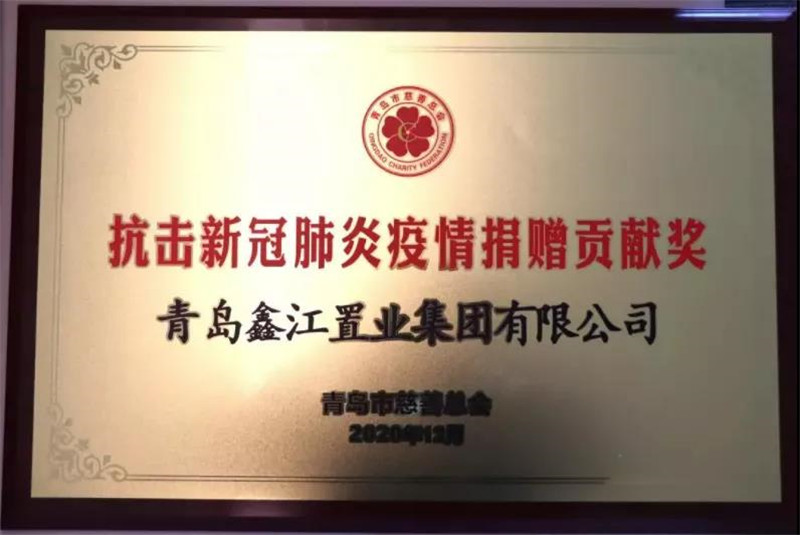 青岛市慈善总会
QINGDAO CHARITY FEDERATION
抗击新冠肺炎疫情捐赠贡献奖
青岛鑫江置业集团有限公司
青岛市慈善总会
2020年12月